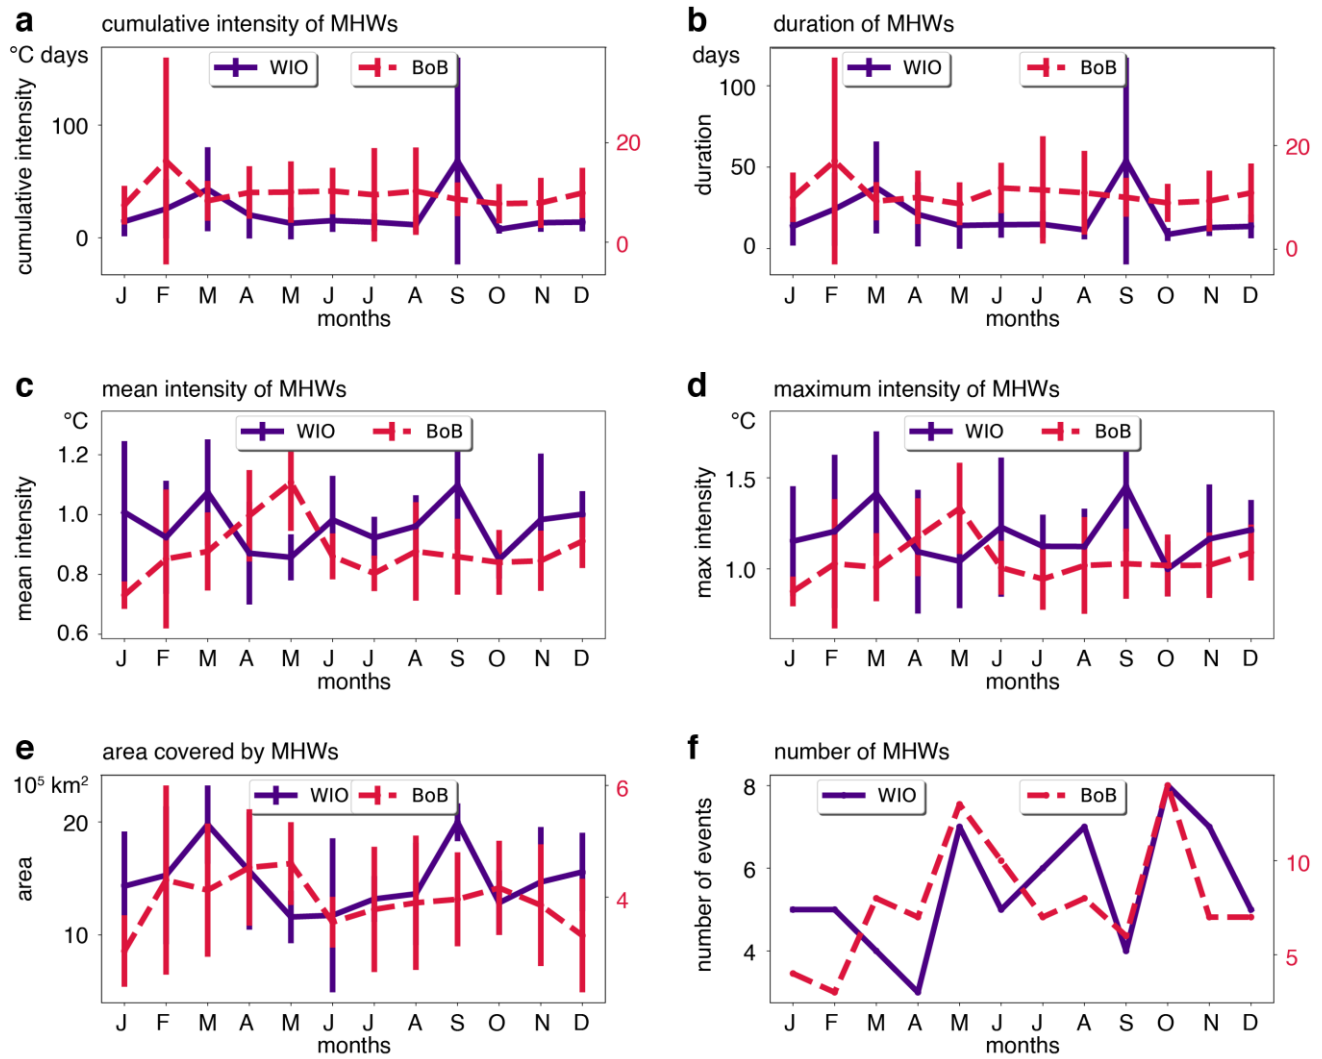 a cumulative intensity of MHWs
°C days
WIO BoB
cumulative intensity
100
0
20
0
J F M A M J J A S O N D
months
b duration of MHWs
days
WIO BoB
duration
100
50
0
20
0
J F M A M J J A S O N D
months
c mean intensity of MHWs
°C
WIO BoB
mean intensity
1.2
1.0
0.8
0.6
J F M A M J J A S O N D
months
d maximum intensity of MHWs
°C
WIO BoB
max intensity
1.5
1.0
J F M A M J J A S O N D
months
e area covered by MHWs
10⁵ km²
WIO BoB
area
20
10
6
4
J F M A M J J A S O N D
months
f number of MHWs
WIO BoB
number of events
8
6
4
10
5
J F M A M J J A S O N D
months